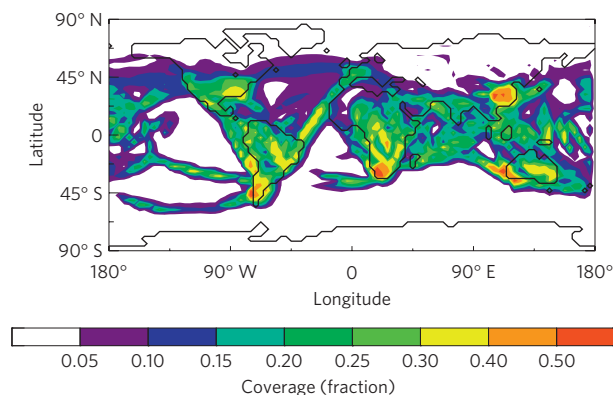 90° N
45° N
0
45° S
90° S
Latitude
180° 90° W 0 90° E 180°
Longitude
0.05 0.10 0.15 0.20 0.25 0.30 0.40 0.50
Coverage (fraction)